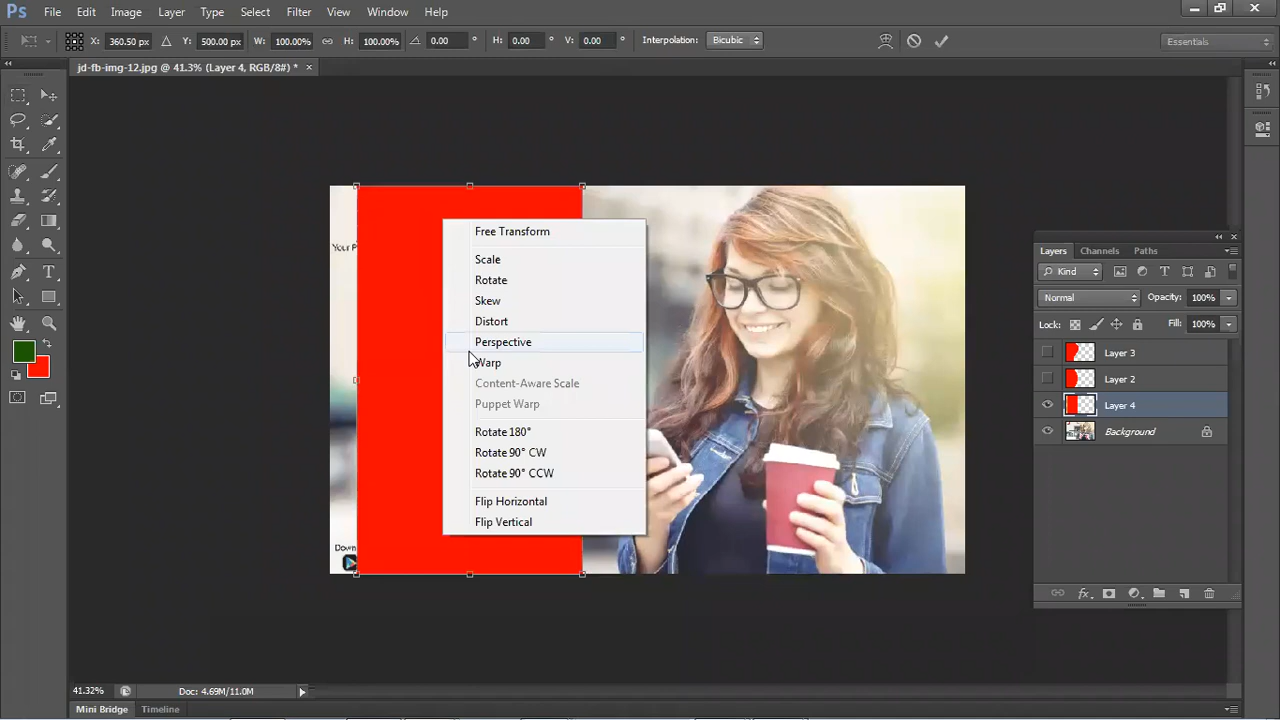 Ps File Edit Image Layer Type Select Filter View Window Help
X: 360.50 px Y: 500.00 px W: 100.00% H: 100.00% 0.00 ° H: 0.00 ° V: 0.00 ° Interpolation: Bicubic Essentials
jd-fb-img-12.jpg @ 41.3% (Layer 4, RGB/8#) * ×
Your P
Down
Free Transform
Scale
Rotate
Skew
Distort
Perspective
Warp
Content-Aware Scale
Puppet Warp
Rotate 180°
Rotate 90° CW
Rotate 90° CCW
Flip Horizontal
Flip Vertical
Layers Channels Paths
Kind
Normal Opacity: 100%
Lock: Fill: 100%
Layer 3
Layer 2
Layer 4
Background
41.32% Doc: 4.69M/11.0M
Mini Bridge Timeline